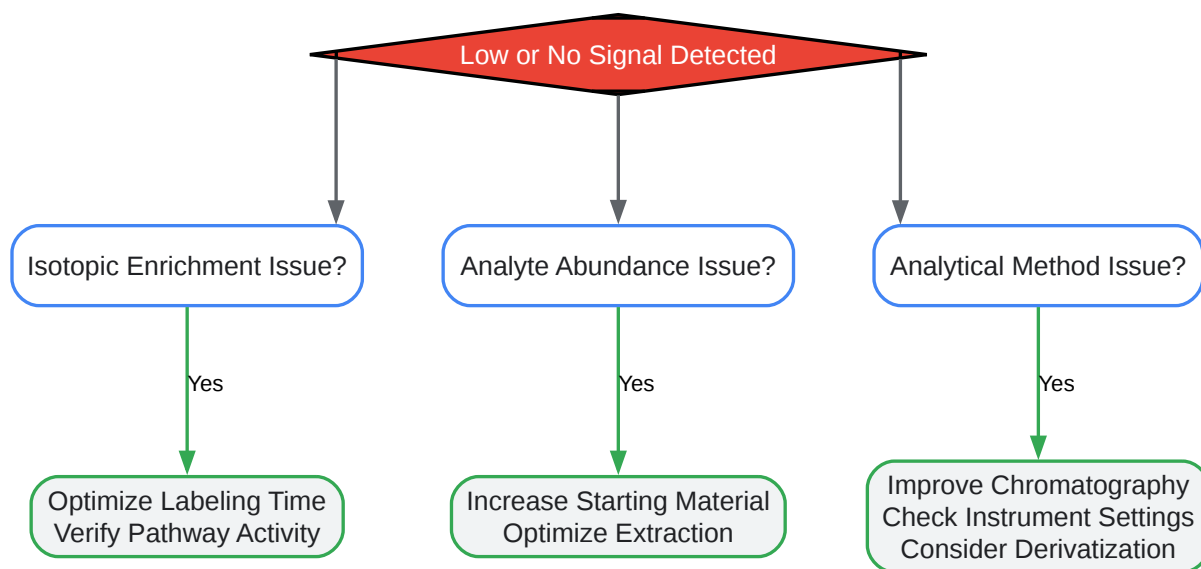 Low or No Signal Detected
Isotopic Enrichment Issue?
Analyte Abundance Issue?
Analytical Method Issue?
Yes
Yes
Yes
Optimize Labeling Time
Verify Pathway Activity
Increase Starting Material
Optimize Extraction
Improve Chromatography
Check Instrument Settings
Consider Derivatization